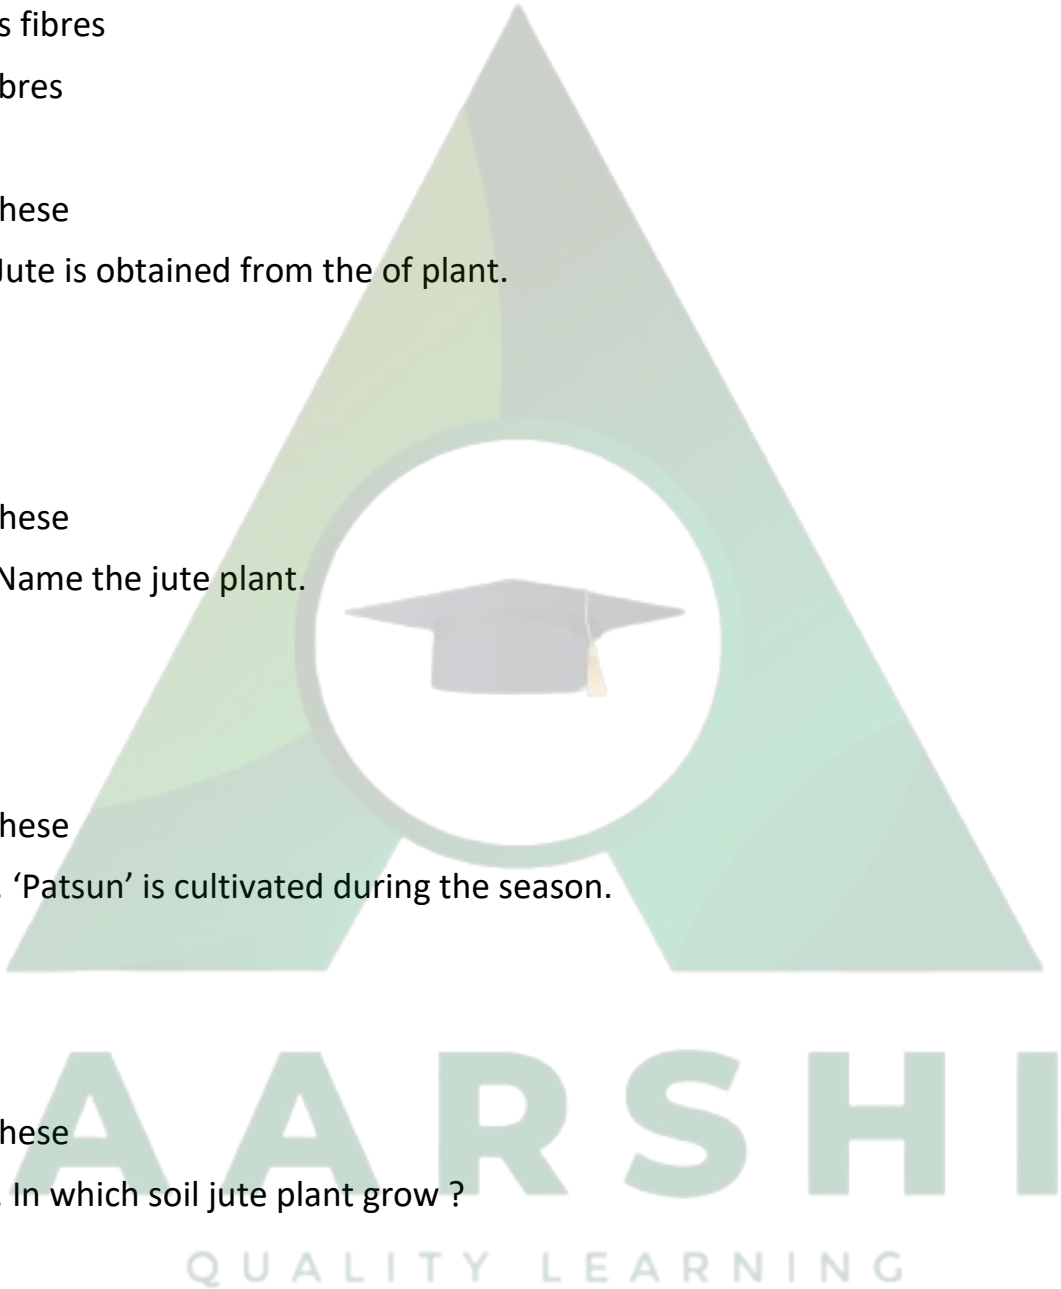 s fibres
bres
hese
Jute is obtained from the of plant.
hese
Name the jute plant.
hese
. ‘Patsun’ is cultivated during the season.
hese
. In which soil jute plant grow ?
AARSHI
QUALITY LEARNING